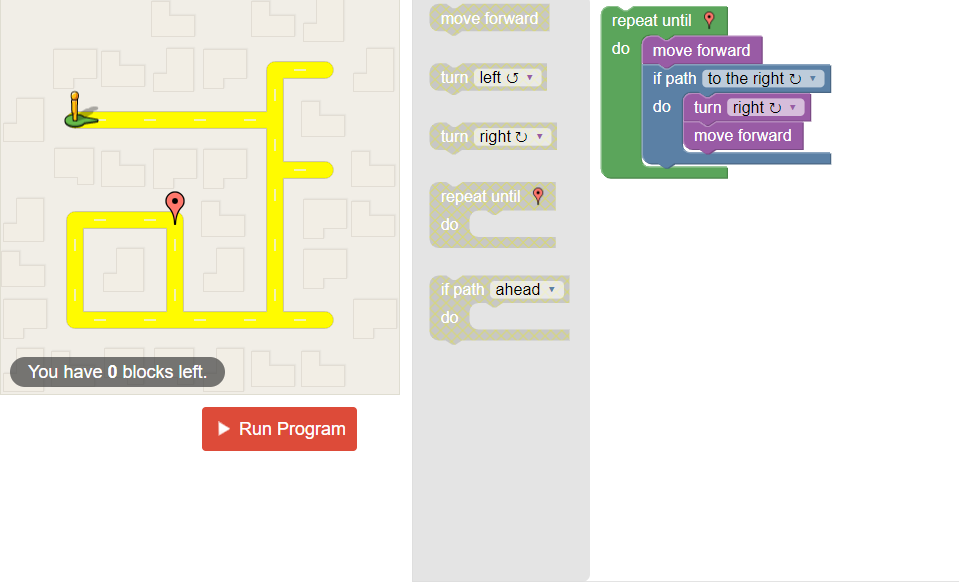 You have 0 blocks left.
Run Program
move forward
turn left ↺ ▾
turn right ↻ ▾
repeat until
do
if path ahead ▾
do
repeat until
do
move forward
if path to the right ↻ ▾
do
turn right ↻ ▾
move forward